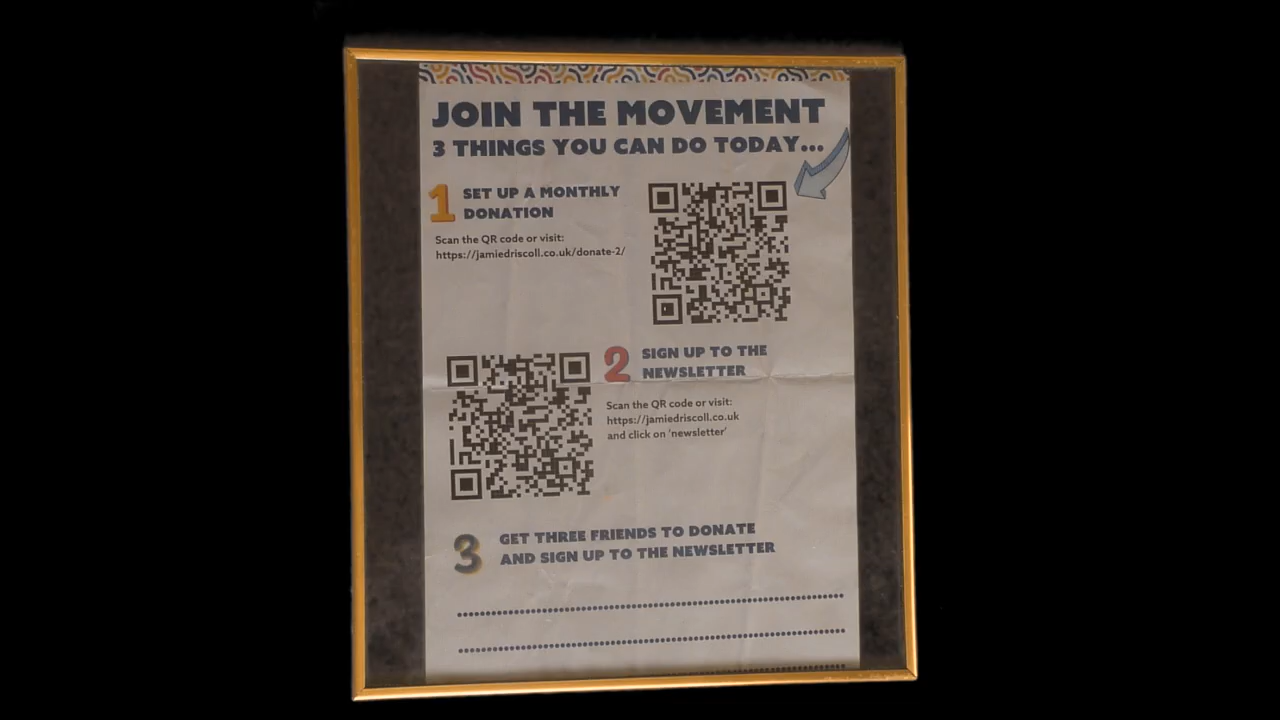 JOIN THE MOVEMENT
3 THINGS YOU CAN DO TODAY...
1 SET UP A MONTHLY
DONATION
Scan the QR code or visit:
https://jamiedriscoll.co.uk/donate-2/
2 SIGN UP TO THE
NEWSLETTER
Scan the QR code or visit:
https://jamiedriscoll.co.uk
and click on 'newsletter'
3 GET THREE FRIENDS TO DONATE
AND SIGN UP TO THE NEWSLETTER